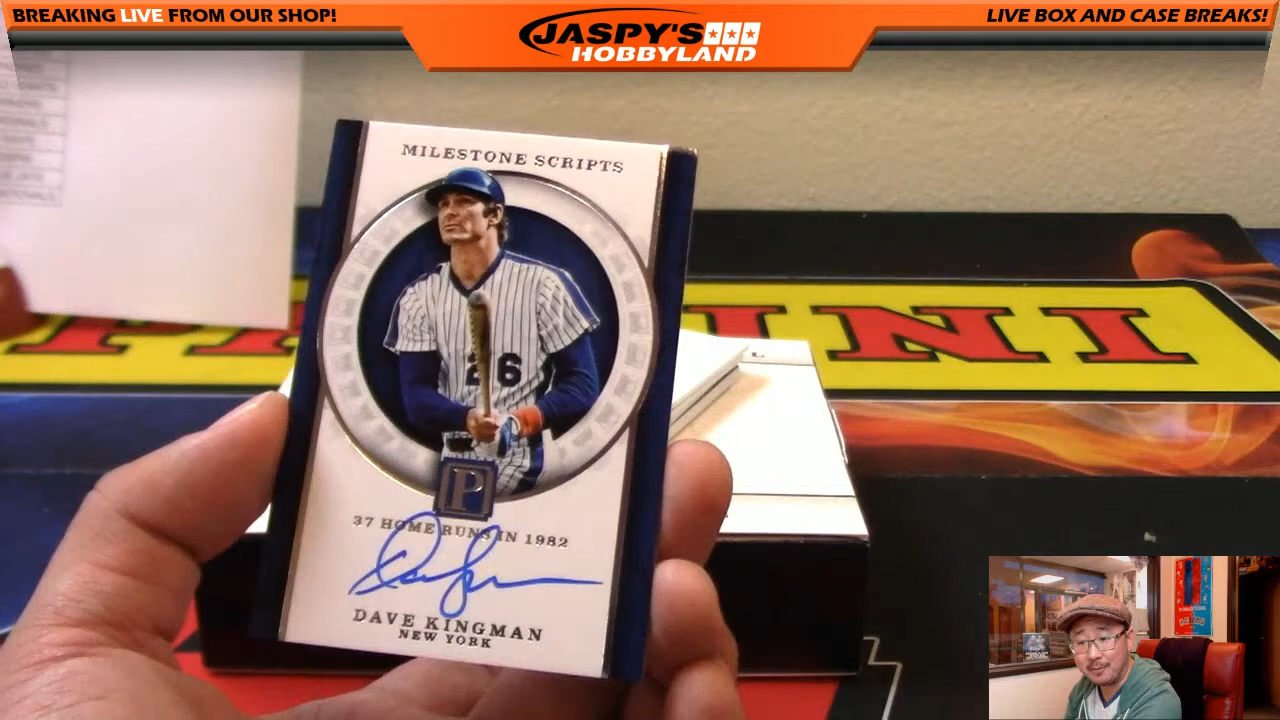 BREAKING LIVE FROM OUR SHOP!
JASPY'S
HOBBYLAND
LIVE BOX AND CASE BREAKS!
MILESTONE SCRIPTS
26
P
37 HOME RUNS IN 1982
DAVE KINGMAN
NEW YORK
PANINI